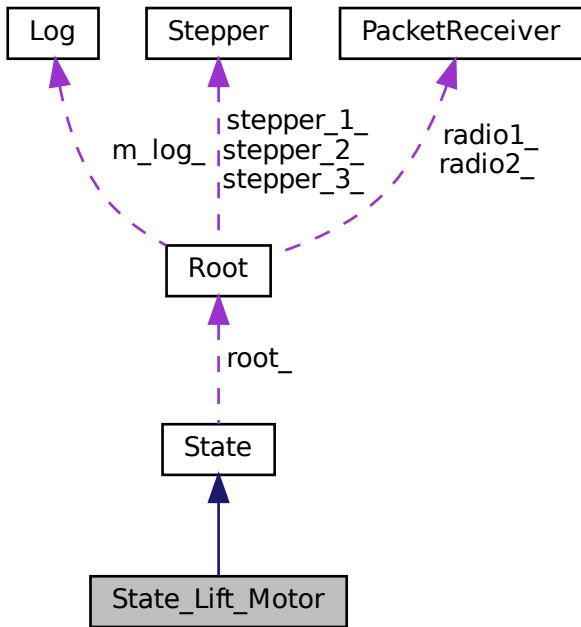 Log
Stepper
PacketReceiver
m_log_
stepper_1_
stepper_2_
stepper_3_
radio1_
radio2_
Root
root_
State
State_Lift_Motor